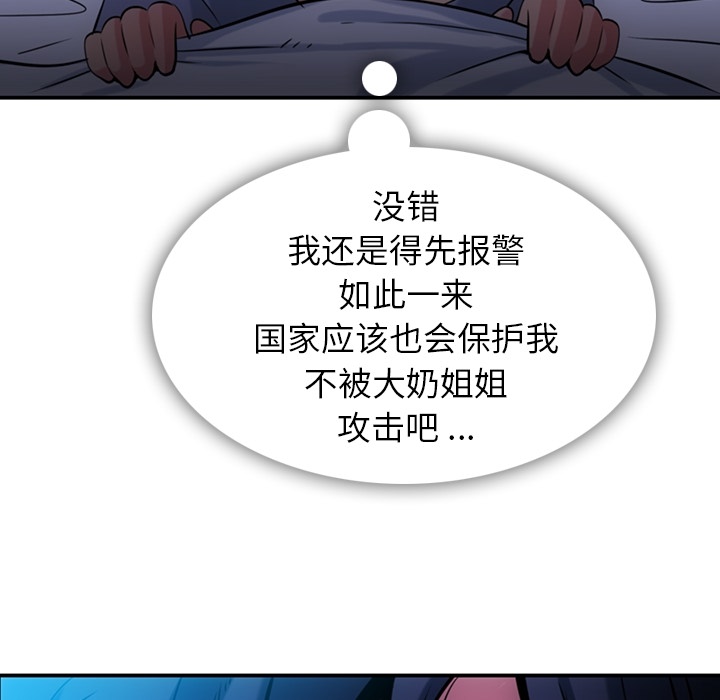 没错
我还是得先报警
如此一来
国家应该也会保护我
不被大奶姐姐
攻击吧...